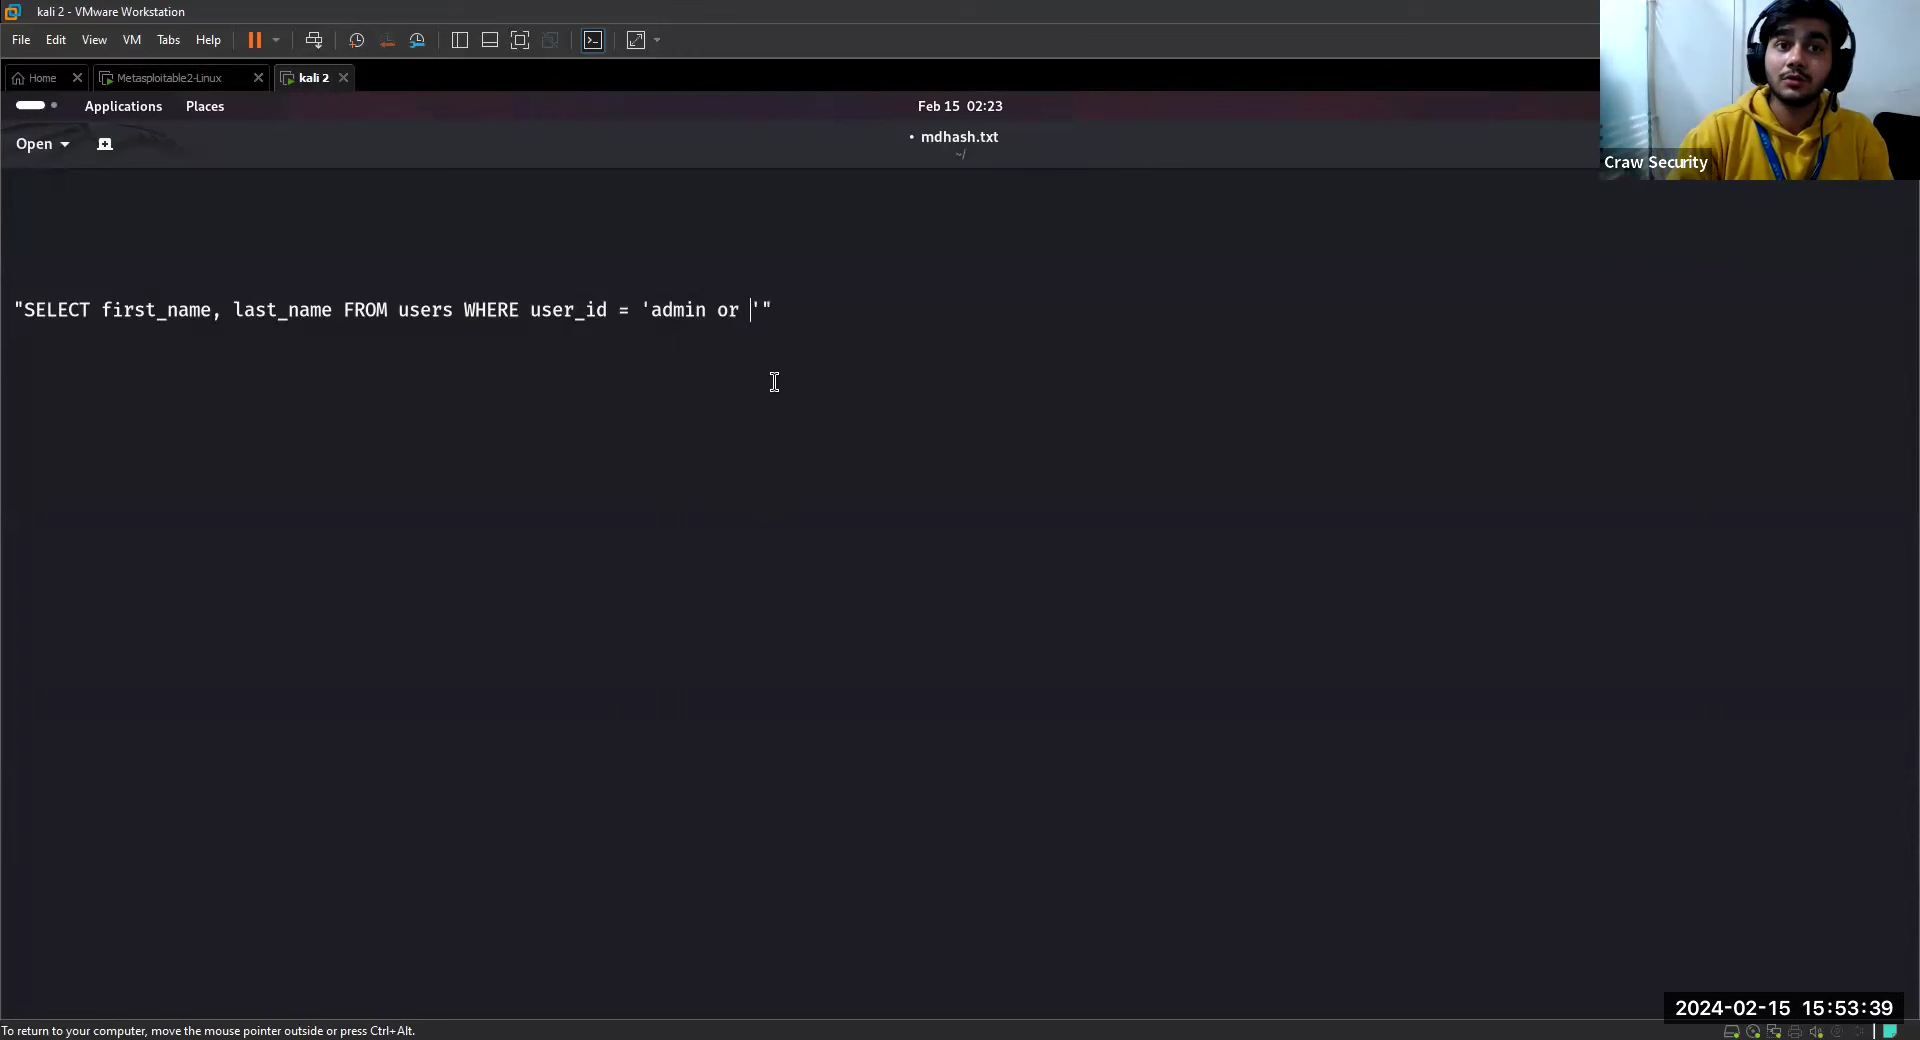 kali 2 - VMware Workstation
File Edit View VM Tabs Help
Home Metasploitable2-Linux kali 2
Applications Places Feb 15 02:23
Open • mdhash.txt
~/
Craw Security
"SELECT first_name, last_name FROM users WHERE user_id = 'admin or '"
2024-02-15 15:53:39
To return to your computer, move the mouse pointer outside or press Ctrl+Alt.